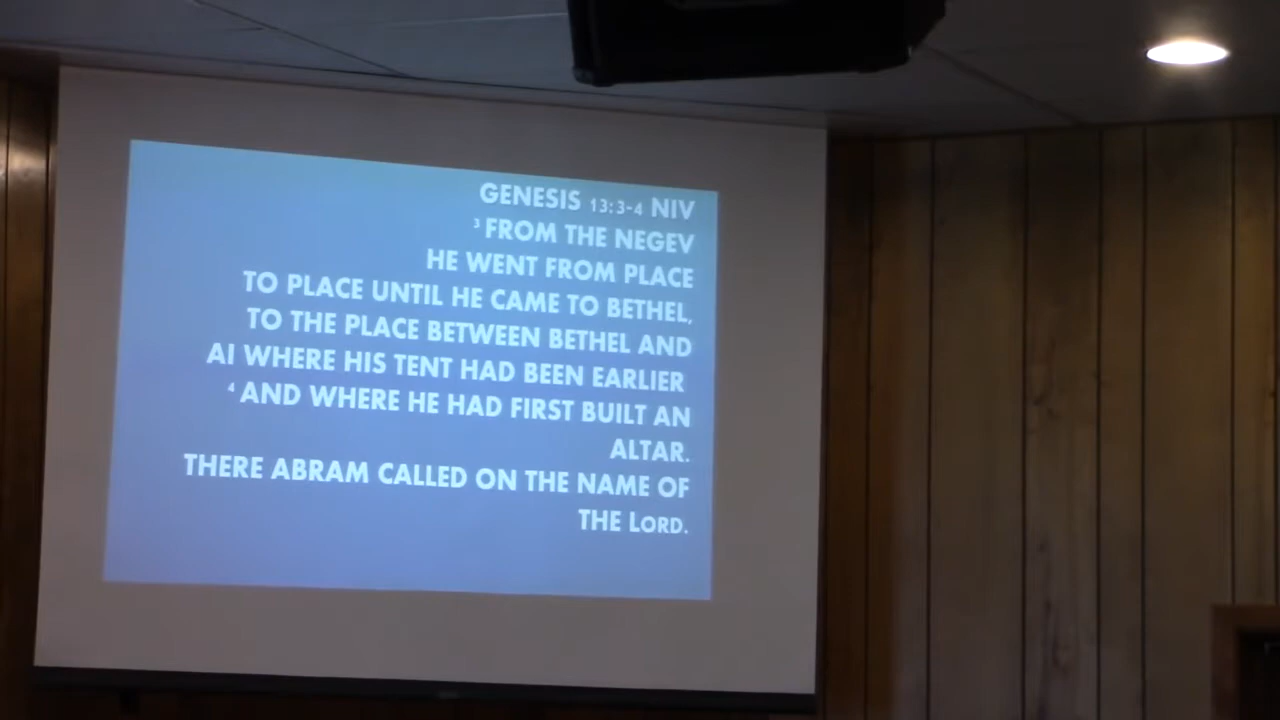 GENESIS 13:3-4 NIV
³ FROM THE NEGEV
HE WENT FROM PLACE
TO PLACE UNTIL HE CAME TO BETHEL,
TO THE PLACE BETWEEN BETHEL AND
AI WHERE HIS TENT HAD BEEN EARLIER
⁴ AND WHERE HE HAD FIRST BUILT AN
ALTAR.
THERE ABRAM CALLED ON THE NAME OF
THE LORD.